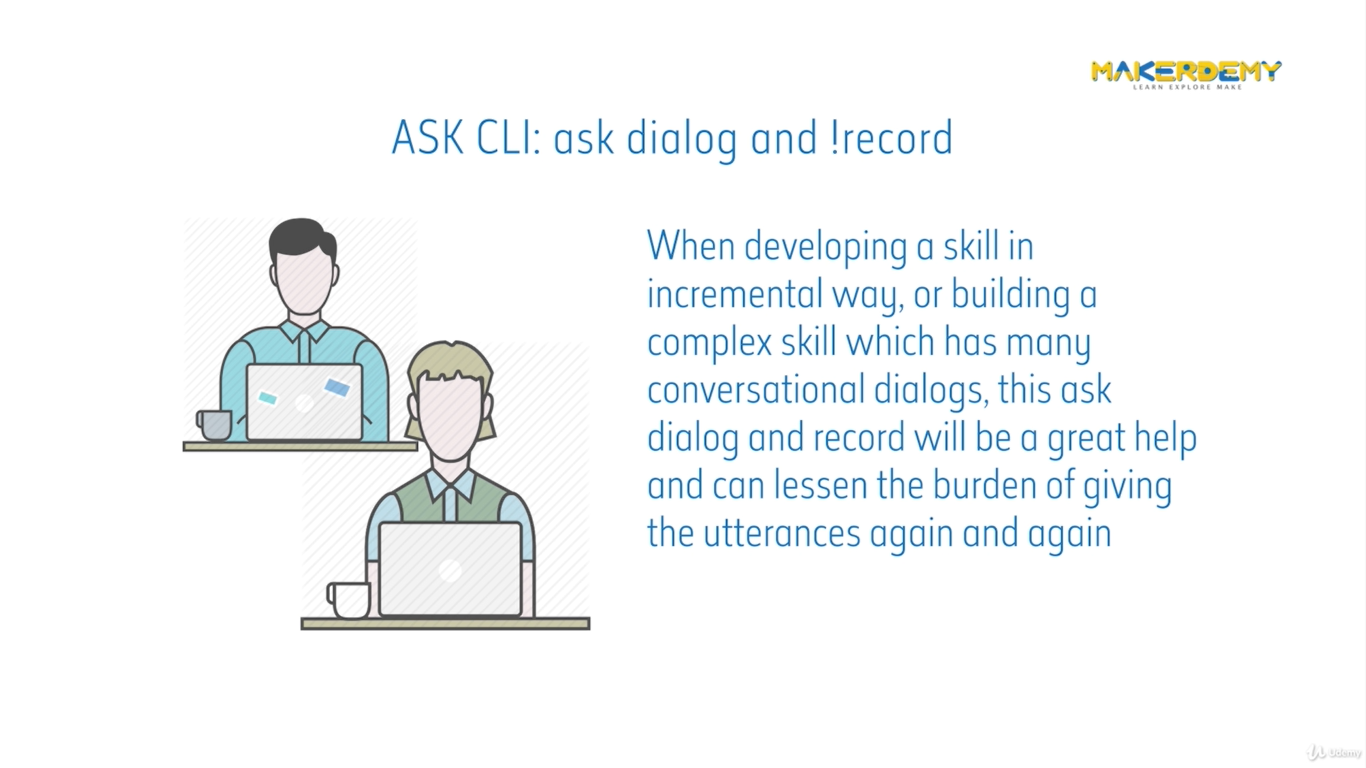 MAKERDEMY
LEARN EXPLORE MAKE
ASK CLI: ask dialog and !record
When developing a skill in
incremental way, or building a
complex skill which has many
conversational dialogs, this ask
dialog and record will be a great help
and can lessen the burden of giving
the utterances again and again
Udemy